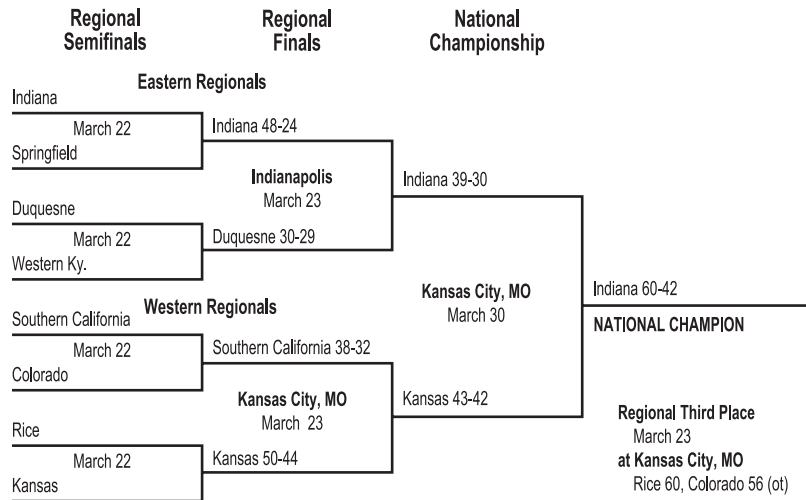 Regional
Semifinals
Regional
Finals
National
Championship
Eastern Regionals
Indiana
March 22
Springfield
Indiana 48-24
Indianapolis
March 23
Duquesne
March 22
Western Ky.
Duquesne 30-29
Indiana 39-30
Western Regionals
Southern California
March 22
Colorado
Southern California 38-32
Kansas City, MO
March 23
Rice
March 22
Kansas
Kansas 50-44
Kansas 43-42
Kansas City, MO
March 30
Indiana 60-42
NATIONAL CHAMPION
Regional Third Place
March 23
at Kansas City, MO
Rice 60, Colorado 56 (ot)